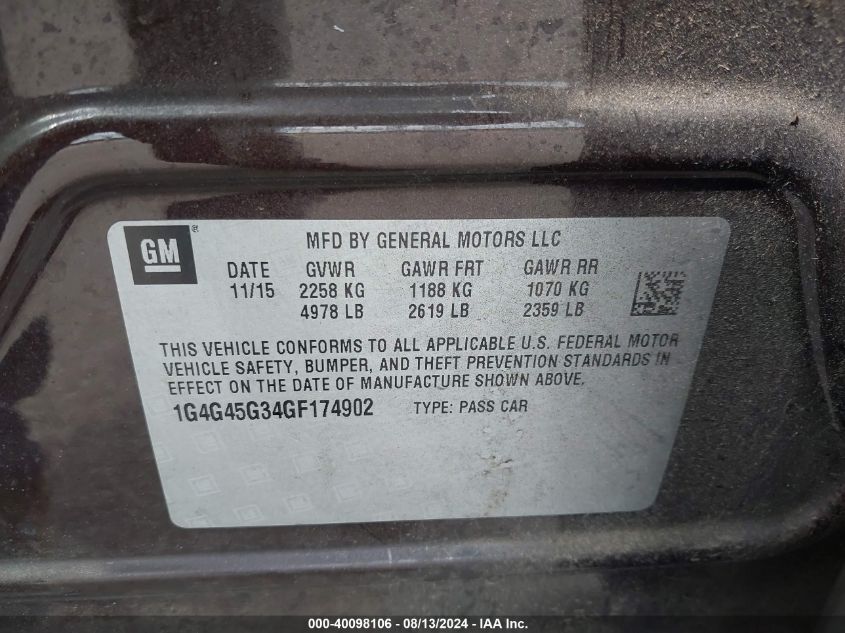 GM®
MFD BY GENERAL MOTORS LLC
DATE GVWR GAWR FRT GAWR RR
11/15 2258 KG 1188 KG 1070 KG
4978 LB 2619 LB 2359 LB
THIS VEHICLE CONFORMS TO ALL APPLICABLE U.S. FEDERAL MOTOR
VEHICLE SAFETY, BUMPER, AND THEFT PREVENTION STANDARDS IN
EFFECT ON THE DATE OF MANUFACTURE SHOWN ABOVE.
1G4G45G34GF174902 TYPE: PASS CAR
000-40098106 - 08/13/2024 - IAA Inc.